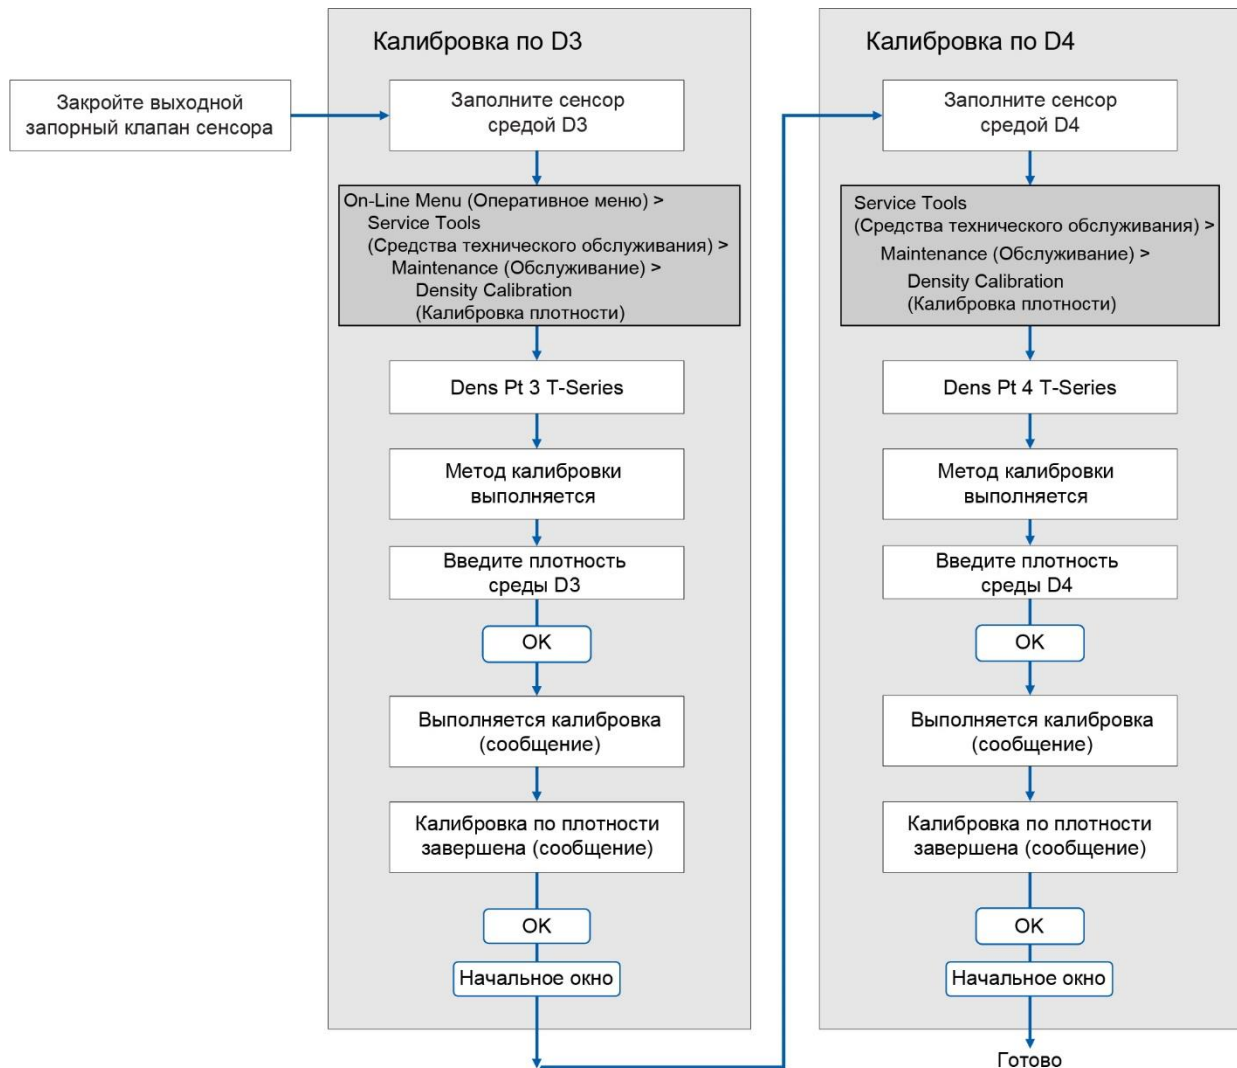 Закройте выходной
запорный клапан сенсора
Калибровка по D3
Заполните сенсор
средой D3
On-Line Menu (Оперативное меню) >
Service Tools
(Средства технического обслуживания) >
Maintenance (Обслуживание) >
Density Calibration
(Калибровка плотности)
Dens Pt 3 T-Series
Метод калибровки
выполняется
Введите плотность
среды D3
OK
Выполняется калибровка
(сообщение)
Калибровка по плотности
завершена (сообщение)
OK
Начальное окно
Калибровка по D4
Заполните сенсор
средой D4
Service Tools
(Средства технического обслуживания) >
Maintenance (Обслуживание) >
Density Calibration
(Калибровка плотности)
Dens Pt 4 T-Series
Метод калибровки
выполняется
Введите плотность
среды D4
OK
Выполняется калибровка
(сообщение)
Калибровка по плотности
завершена (сообщение)
OK
Начальное окно
Готово